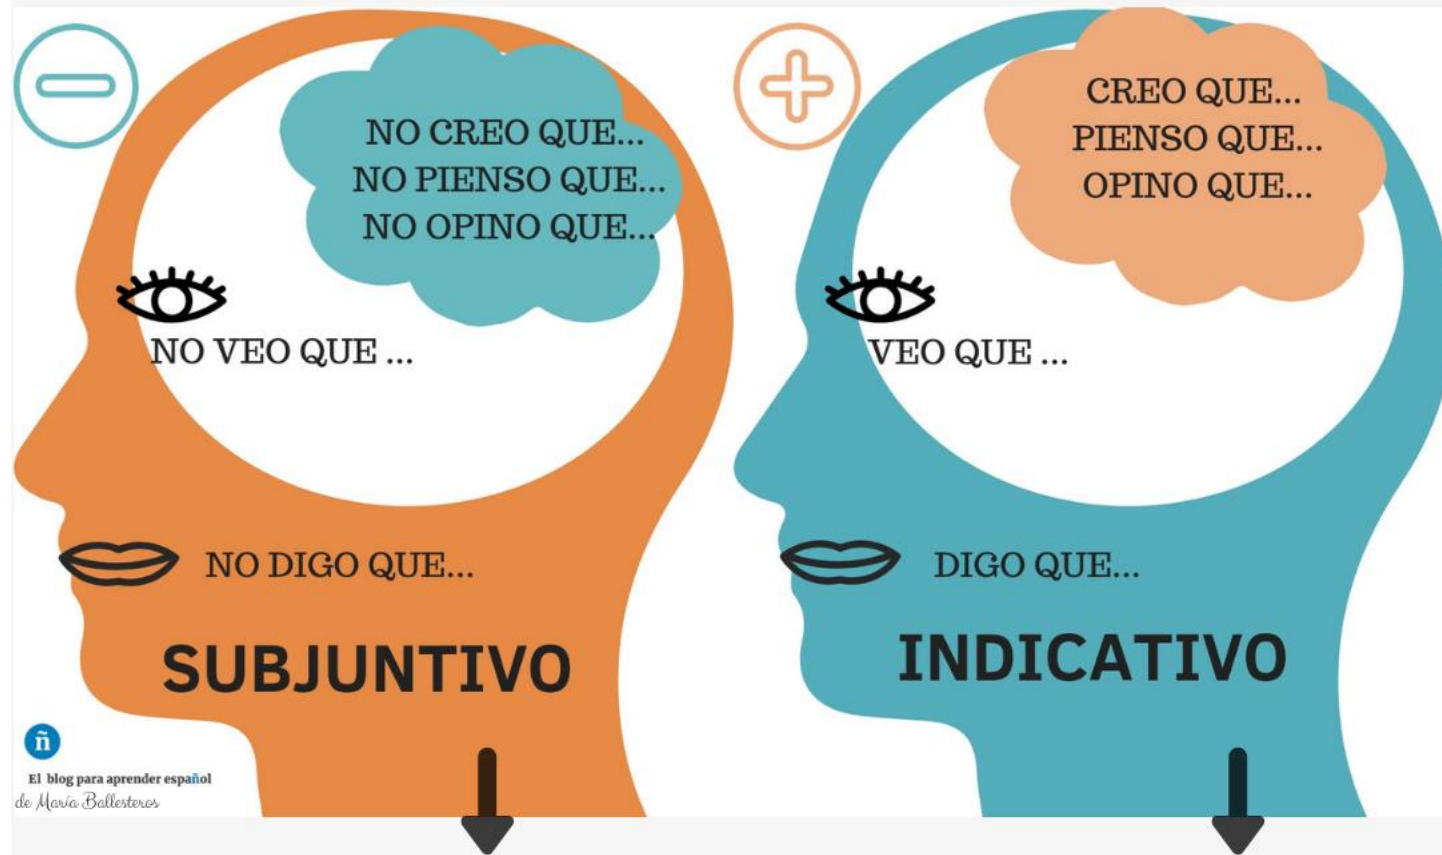 NO CREO QUE...
NO PIENSO QUE...
NO OPINO QUE...
NO VEO QUE ...
NO DIGO QUE...
SUBJUNTIVO
ñ
El blog para aprender español
de María Ballesteros
CREO QUE...
PIENSO QUE...
OPINO QUE...
VEO QUE ...
DIGO QUE...
INDICATIVO